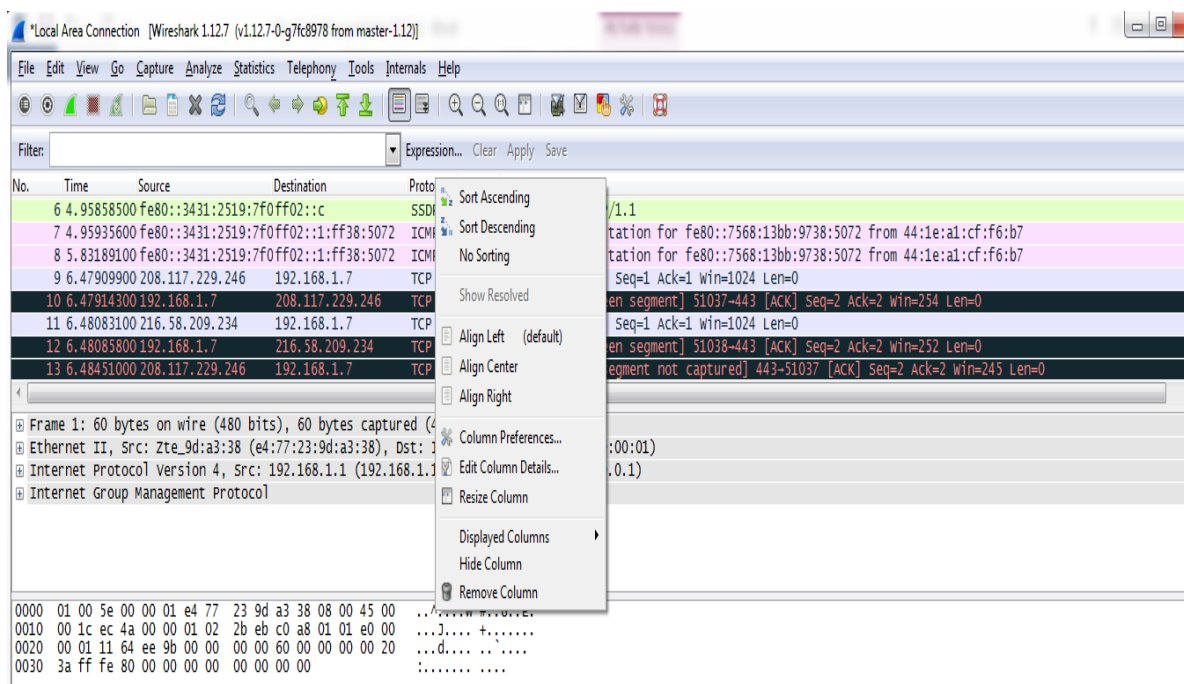 *Local Area Connection [Wireshark 1.12.7 (v1.12.7-0-g7fc8978 from master-1.12)]
File Edit View Go Capture Analyze Statistics Telephony Tools Internals Help
Filter: Expression... Clear Apply Save
No. Time Source Destination Proto
6 4.95858500 fe80::3431:2519:7f0ff02::c SSD /1.1
7 4.95935600 fe80::3431:2519:7f0ff02::1:ff38:5072 ICM tation for fe80::7568:13bb:9738:5072 from 44:1e:a1:cf:f6:b7
8 5.83189100 fe80::3431:2519:7f0ff02::1:ff38:5072 ICM tation for fe80::7568:13bb:9738:5072 from 44:1e:a1:cf:f6:b7
9 6.47909900 208.117.229.246 192.168.1.7 TCP Seq=1 Ack=1 Win=1024 Len=0
10 6.47914300 192.168.1.7 208.117.229.246 TCP en segment] 51037→443 [ACK] Seq=2 Ack=2 Win=254 Len=0
11 6.48083100 216.58.209.234 192.168.1.7 TCP Seq=1 Ack=1 Win=1024 Len=0
12 6.48085800 192.168.1.7 216.58.209.234 TCP en segment] 51038→443 [ACK] Seq=2 Ack=2 Win=252 Len=0
13 6.48451000 208.117.229.246 192.168.1.7 TCP egment not captured] 443→51037 [ACK] Seq=2 Ack=2 Win=245 Len=0
Sort Ascending
Sort Descending
No Sorting
Show Resolved
Align Left (default)
Align Center
Align Right
Column Preferences...
Edit Column Details...
Resize Column
Displayed Columns
Hide Column
Remove Column
Frame 1: 60 bytes on wire (480 bits), 60 bytes captured (
Ethernet II, Src: Zte_9d:a3:38 (e4:77:23:9d:a3:38), Dst: :00:01)
Internet Protocol Version 4, Src: 192.168.1.1 (192.168.1.1 .0.1)
Internet Group Management Protocol
0000 01 00 5e 00 00 01 e4 77 23 9d a3 38 08 00 45 00
0010 00 1c ec 4a 00 00 01 02 2b eb c0 a8 01 01 e0 00 ...J.... +.......
0020 00 01 11 64 ee 9b 00 00 00 00 60 00 00 00 00 20 ...d.... ..`....
0030 3a ff fe 80 00 00 00 00 00 00 00 00 :....... ....